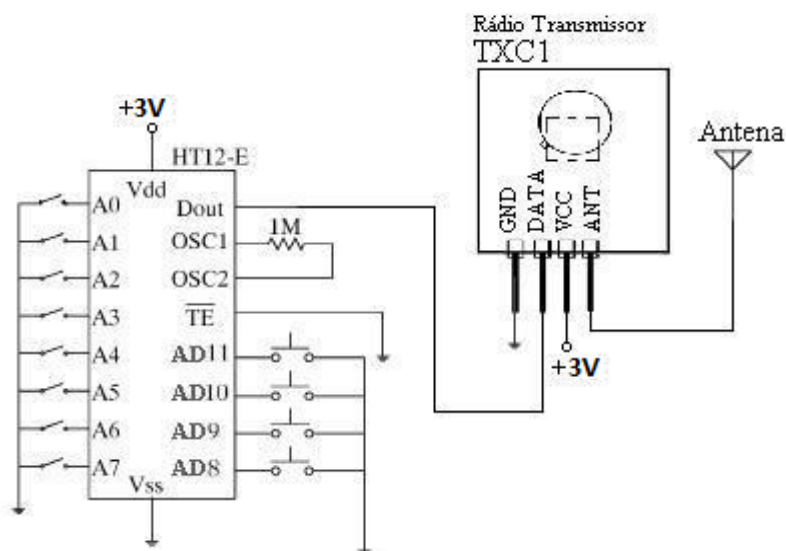 Rádio Transmissor
TXC1
+3V
HT12-E
Antena
Vdd
GND
DATA
VCC
ANT
A0
Dout
A1
OSC1
1M
A2
OSC2
A3
TE
A4
AD11
+3V
A5
AD10
A6
AD9
A7
AD8
Vss